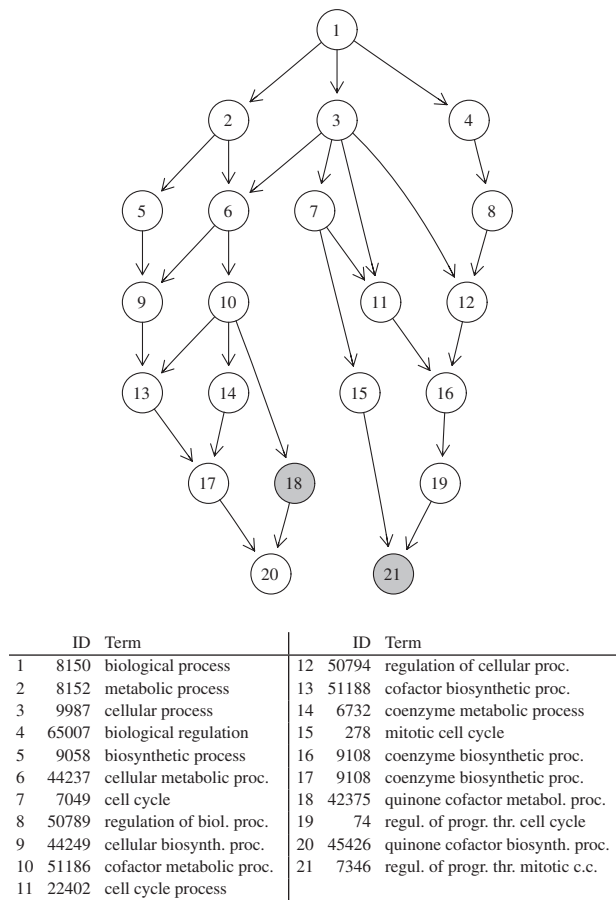 1
2 3 4
5 6 7 8
9 10 11 12
13 14 15 16
17 18 19
20 21
ID Term ID Term
1 8150 biological process 12 50794 regulation of cellular proc.
2 8152 metabolic process 13 51188 cofactor biosynthetic proc.
3 9987 cellular process 14 6732 coenzyme metabolic process
4 65007 biological regulation 15 278 mitotic cell cycle
5 9058 biosynthetic process 16 9108 coenzyme biosynthetic proc.
6 44237 cellular metabolic proc. 17 9108 coenzyme biosynthetic proc.
7 7049 cell cycle 18 42375 quinone cofactor metabol. proc.
8 50789 regulation of biol. proc. 19 74 regul. of progr. thr. cell cycle
9 44249 cellular biosynth. proc. 20 45426 quinone cofactor biosynth. proc.
10 51186 cofactor metabolic proc. 21 7346 regul. of progr. thr. mitotic c.c.
11 22402 cell cycle process